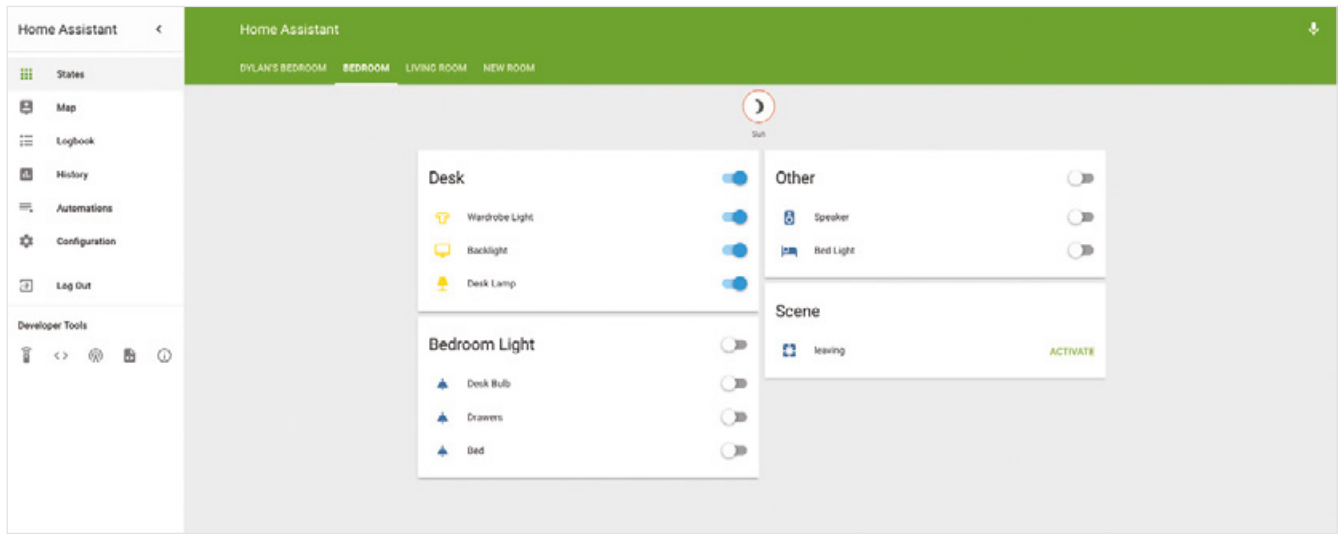 Home Assistant
States
Map
Logbook
History
Automations
Configuration
Log Out
Developer Tools
Home Assistant
DYLAN'S BEDROOM BEDROOM LIVING ROOM NEW ROOM
Sun
Desk
Wardrobe Light
Backlight
Desk Lamp
Bedroom Light
Desk Bulb
Drawers
Bed
Other
Speaker
Bed Light
Scene
leaving ACTIVATE